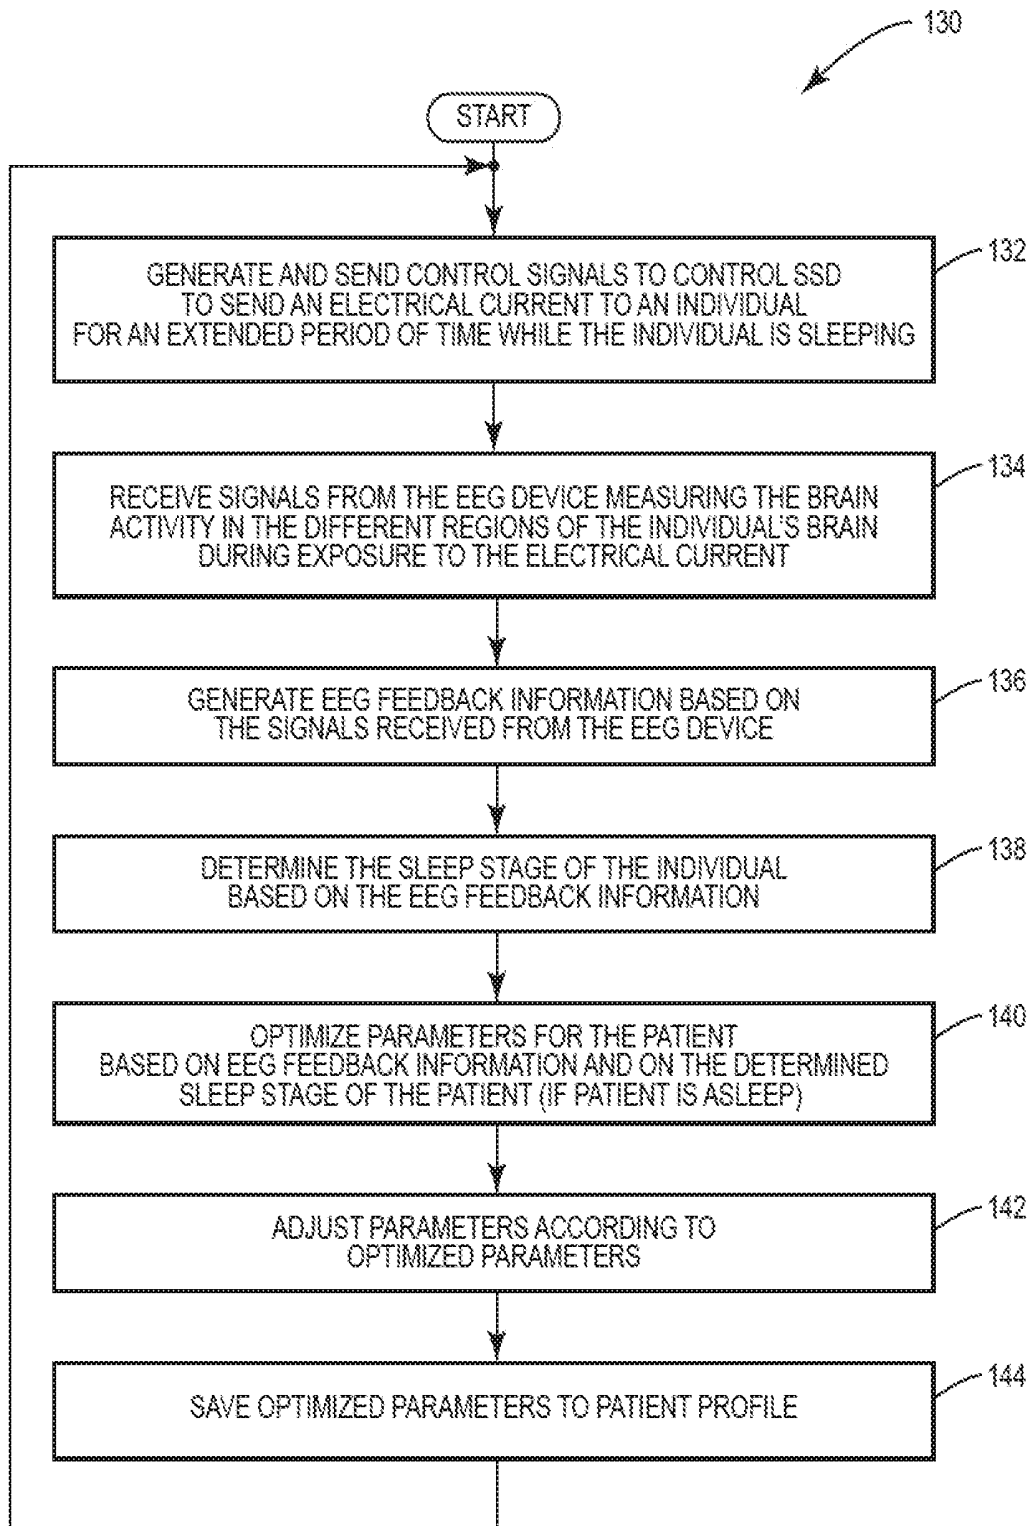 130
START
GENERATE AND SEND CONTROL SIGNALS TO CONTROL SSD
TO SEND AN ELECTRICAL CURRENT TO AN INDIVIDUAL
FOR AN EXTENDED PERIOD OF TIME WHILE THE INDIVIDUAL IS SLEEPING
132
RECEIVE SIGNALS FROM THE EEG DEVICE MEASURING THE BRAIN
ACTIVITY IN THE DIFFERENT REGIONS OF THE INDIVIDUAL'S BRAIN
DURING EXPOSURE TO THE ELECTRICAL CURRENT
134
GENERATE EEG FEEDBACK INFORMATION BASED ON
THE SIGNALS RECEIVED FROM THE EEG DEVICE
136
DETERMINE THE SLEEP STAGE OF THE INDIVIDUAL
BASED ON THE EEG FEEDBACK INFORMATION
138
OPTIMIZE PARAMETERS FOR THE PATIENT
BASED ON EEG FEEDBACK INFORMATION AND ON THE DETERMINED
SLEEP STAGE OF THE PATIENT (IF PATIENT IS ASLEEP)
140
ADJUST PARAMETERS ACCORDING TO
OPTIMIZED PARAMETERS
142
SAVE OPTIMIZED PARAMETERS TO PATIENT PROFILE
144